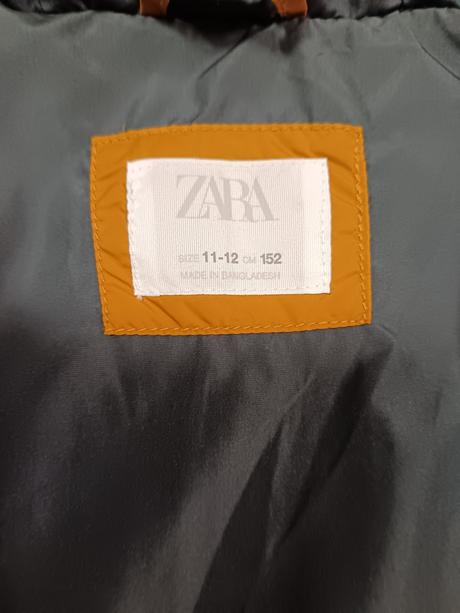 ZARA
SIZE 11-12 CM 152
MADE IN BANGLADESH